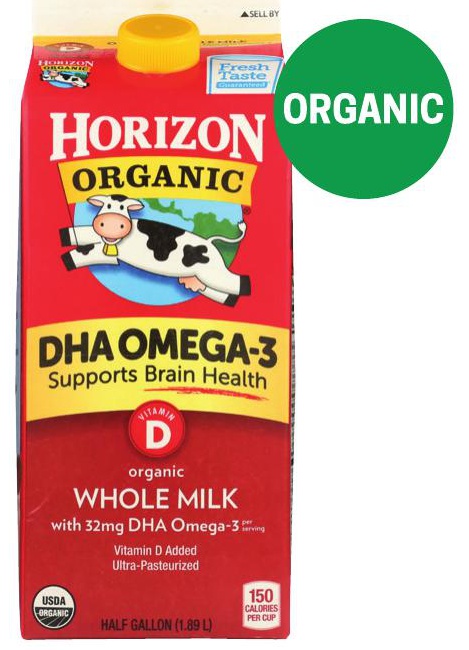 ▲SELL BY
WHOLE MILK
HORIZON
ORGANIC
Fresh
Taste
Guaranteed
ORGANIC
HORIZON
ORGANIC
®
DHA OMEGA-3
Supports Brain Health
VITAMIN
D
organic
WHOLE MILK
with 32mg DHA Omega-3 per serving
Vitamin D Added
Ultra-Pasteurized
USDA
ORGANIC
150
CALORIES
PER CUP
HALF GALLON (1.89 L)